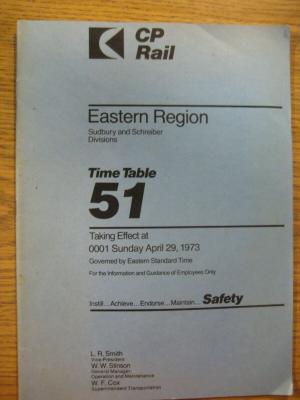 CP
Rail
Eastern Region
Sudbury and Schreiber
Divisions
Time Table
51
Taking Effect at
0001 Sunday April 29, 1973
Governed by Eastern Standard Time
For the Information and Guidance of Employees Only
Instill...Achieve...Endorse...Maintain... Safety
L. R. Smith
Vice-President
W. W. Stinson
General Manager
Operation and Maintenance
W. F. Cox
Superintendent Transportation